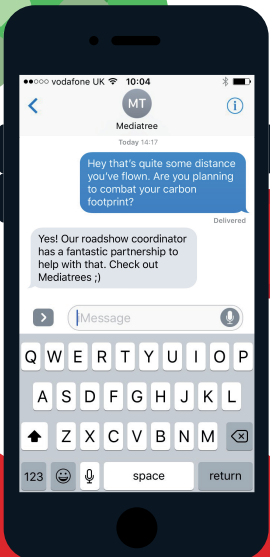 vodafone UK 10:04
MT
Mediatree
Today 14:17
Hey that's quite some distance
you've flown. Are you planning
to combat your carbon
footprint?
Delivered
Yes! Our roadshow coordinator
has a fantastic partnership to
help with that. Check out
Mediatrees ;)
iMessage
Q W E R T Y U I O P
A S D F G H J K L
Z X C V B N M
123 space return